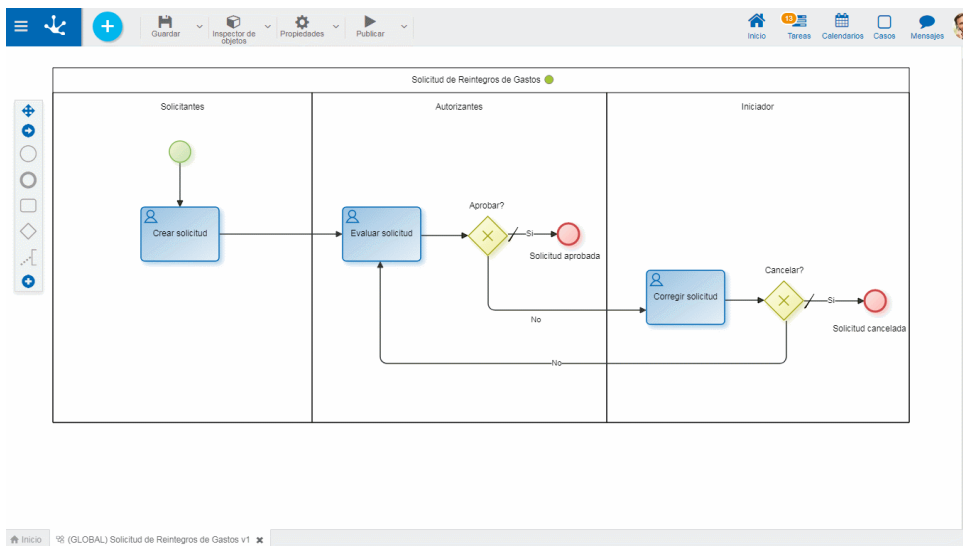 Guardar
Inspector de
objetos
Propiedades
Publicar
Inicio
13
Tareas
Calendarios
Casos
Mensajes
Solicitud de Reintegros de Gastos
Solicitantes
Autorizantes
Iniciador
Crear solicitud
Evaluar solicitud
Aprobar?
Si
Solicitud aprobada
No
Corregir solicitud
Cancelar?
Si
Solicitud cancelada
No
Inicio
(GLOBAL) Solicitud de Reintegros de Gastos v1